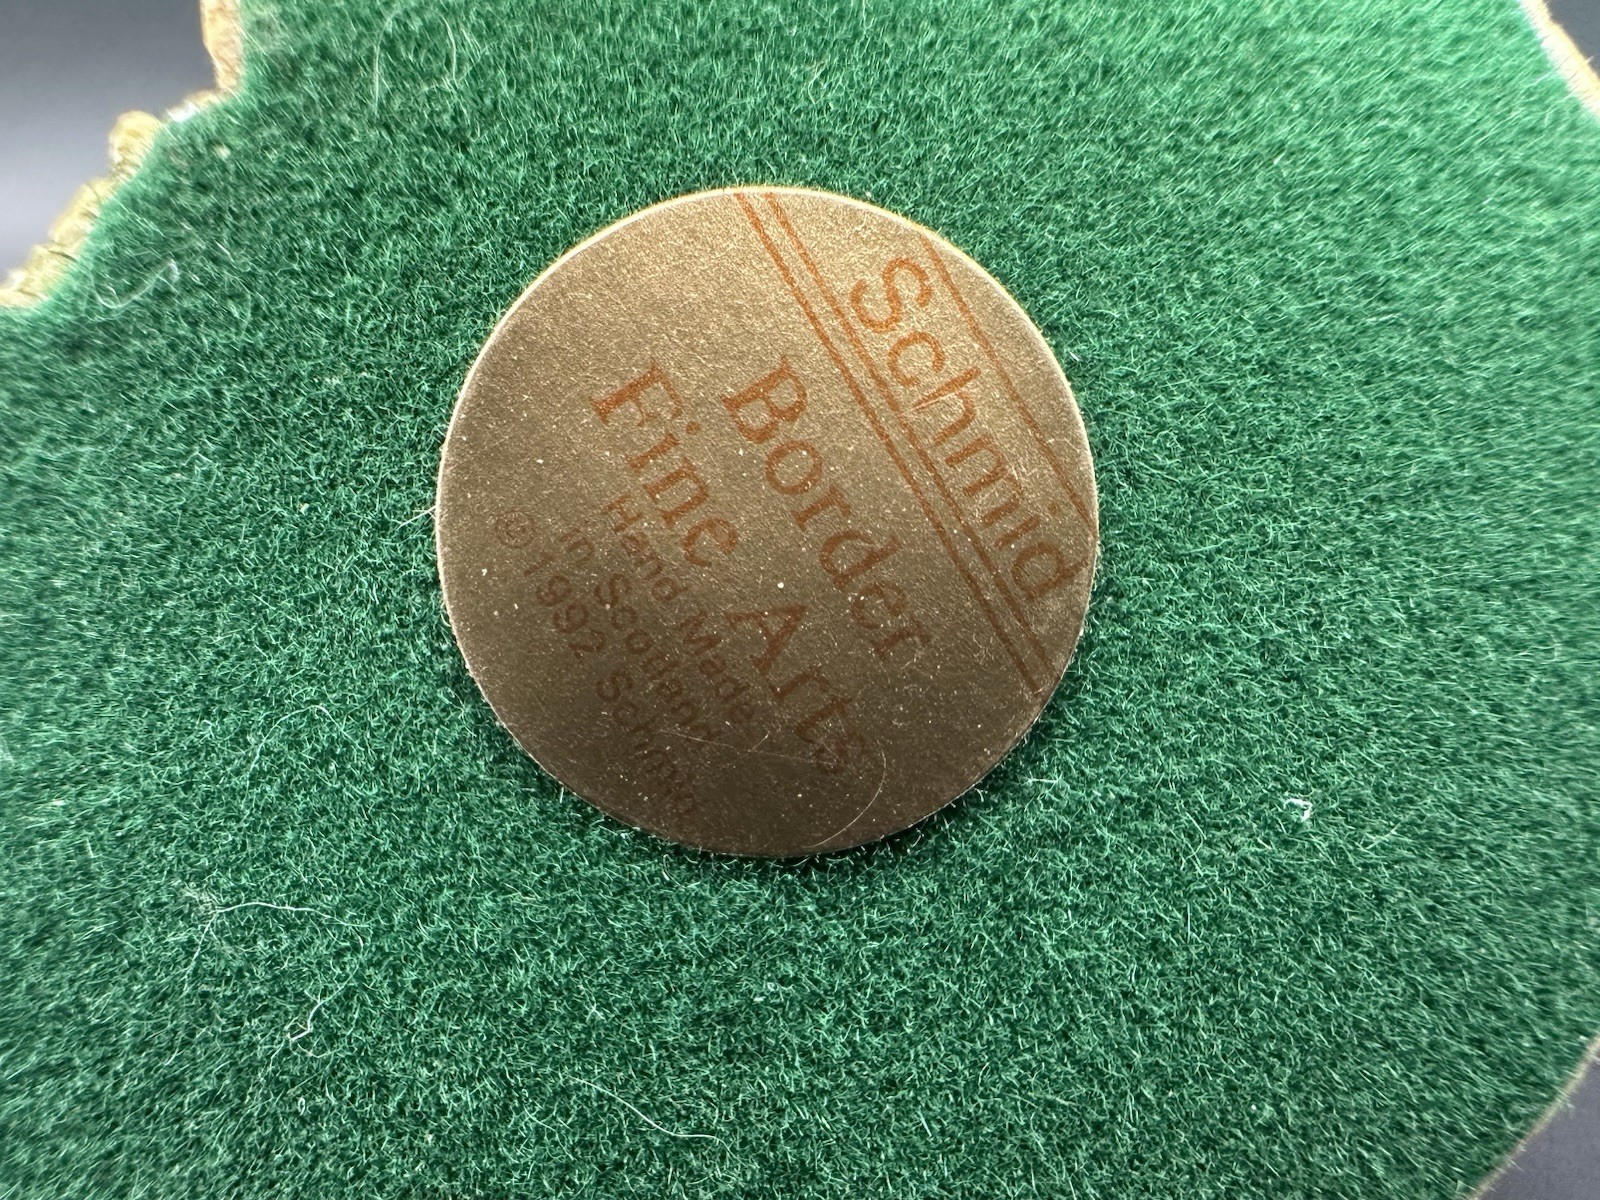 Schmid
Border
Fine Arts
Hand Made
in Scotland
© 1992 Schmid